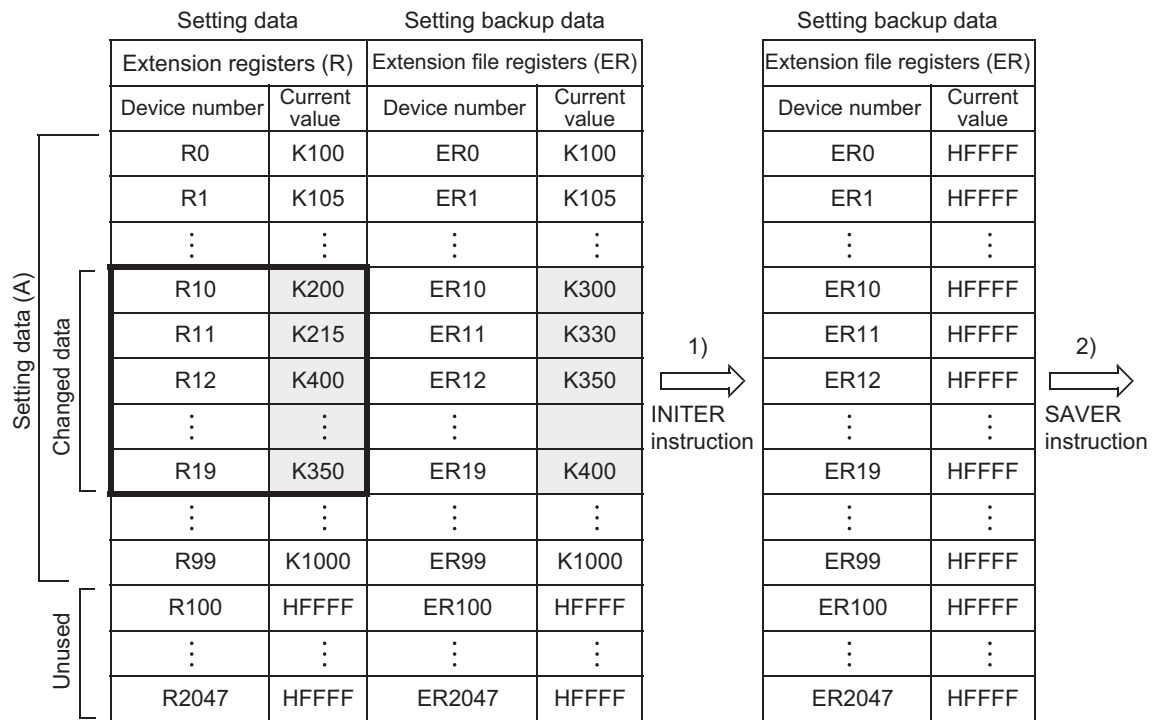 Setting data Setting backup data Setting backup data
Extension registers (R) Extension file registers (ER) Extension file registers (ER)
Device number Current value Device number Current value Device number Current value
R0 K100 ER0 K100 ER0 HFFFF
R1 K105 ER1 K105 ER1 HFFFF
⋮ ⋮ ⋮ ⋮ ⋮ ⋮
R10 K200 ER10 K300 ER10 HFFFF
R11 K215 ER11 K330 ER11 HFFFF
R12 K400 ER12 K350 ER12 HFFFF
⋮ ⋮ ⋮ ⋮ ⋮
R19 K350 ER19 K400 ER19 HFFFF
⋮ ⋮ ⋮ ⋮ ⋮ ⋮
R99 K1000 ER99 K1000 ER99 HFFFF
R100 HFFFF ER100 HFFFF ER100 HFFFF
⋮ ⋮ ⋮ ⋮ ⋮ ⋮
R2047 HFFFF ER2047 HFFFF ER2047 HFFFF
Setting data (A)
Changed data
Unused
1)
INITER
instruction
2)
SAVER
instruction